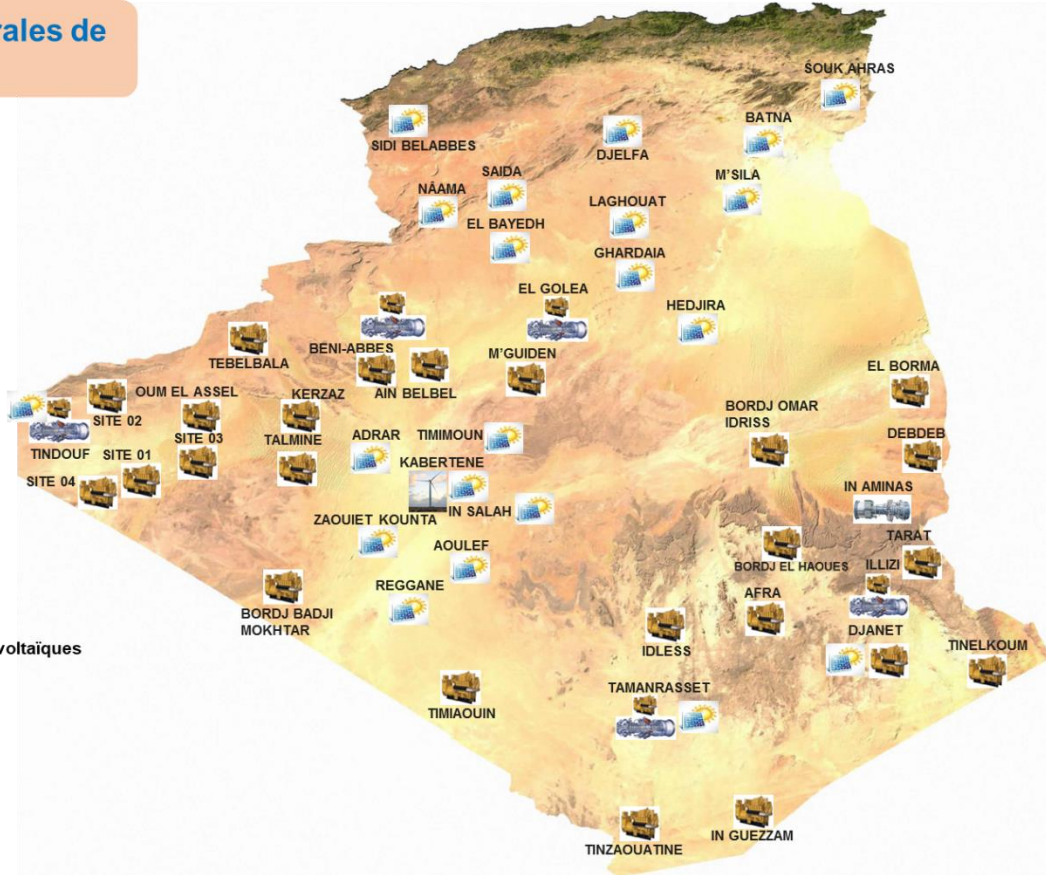 rales de
SOUK AHRAS
BATNA
SIDI BELABBES
DJELFA
SAIDA
M'SILA
NÂAMA
LAGHOUAT
EL BAYEDH
GHARDAIA
EL GOLEA
HEDJIRA
BENI-ABBES
M'GUIDEN
TEBELBALA
EL BORMA
AIN BELBEL
OUM EL ASSEL
KERZAZ
BORDJ OMAR
IDRISS
SITE 02
SITE 03
TALMINE
ADRAR
TIMIMOUN
DEBDEB
TINDOUF
SITE 01
KABERTENE
SITE 04
IN AMINAS
IN SALAH
ZAOUIET KOUNTA
TARAT
AOULEF
BORDJ EL HAOUES
ILLIZI
REGGANE
AFRA
BORDJ BADJI
MOKHTAR
DJANET
voltaïques
IDLESS
TINELKOUM
TAMANRASSET
TIMIAOUIN
IN GUEZZAM
TINZAOUATINE